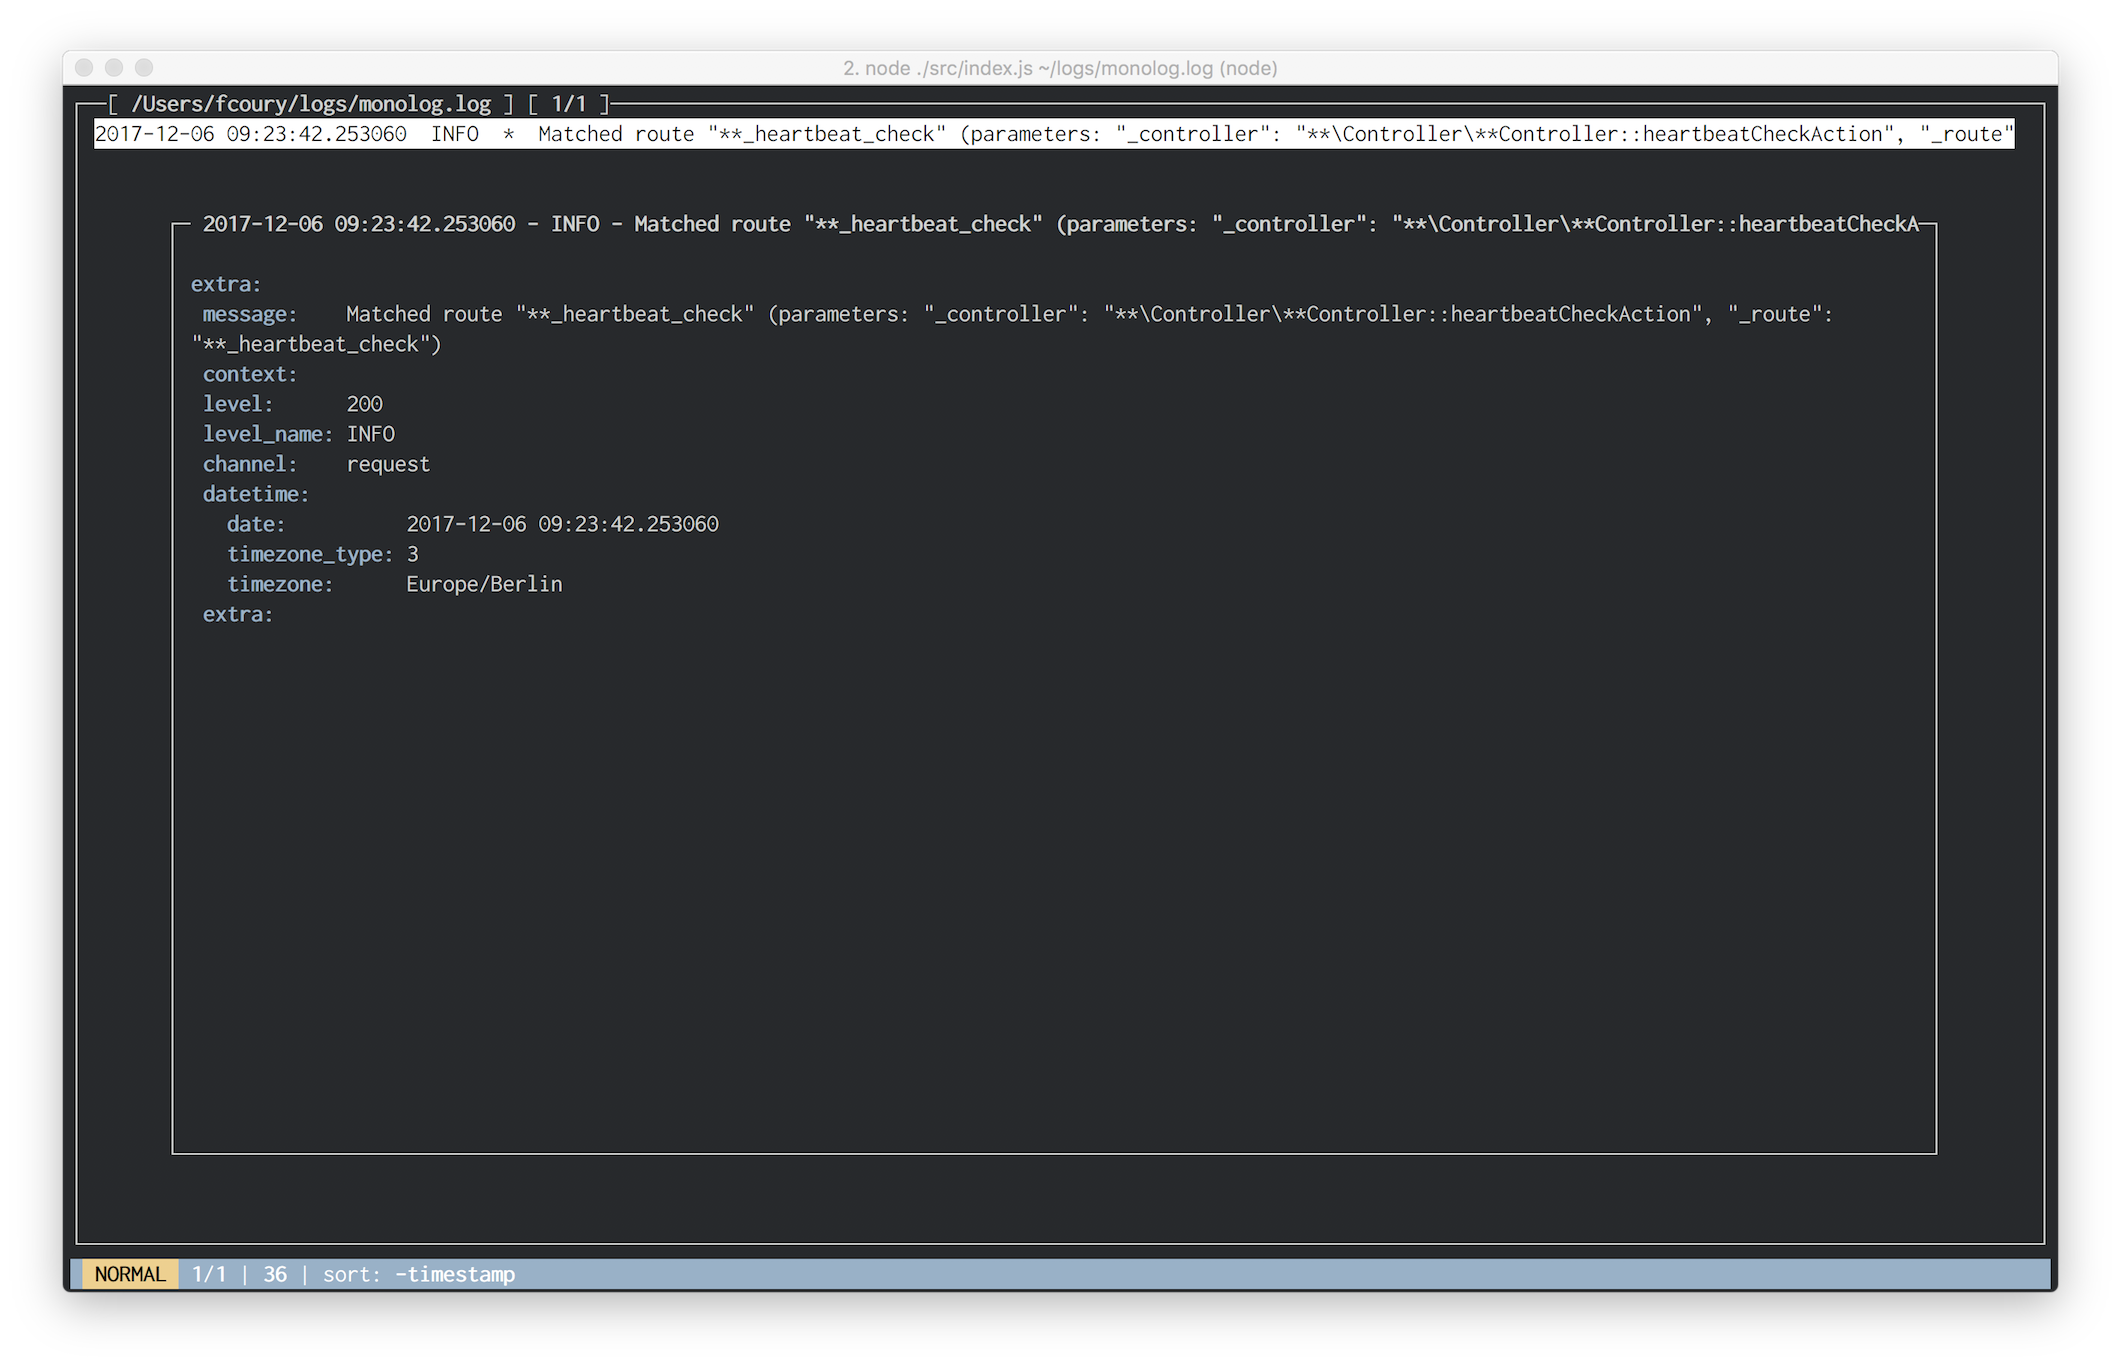 2. node ./src/index.js ~/logs/monolog.log (node)
[ /Users/fcoury/logs/monolog.log ] [ 1/1 ]
2017-12-06 09:23:42.253060  INFO  *  Matched route "**_heartbeat_check" (parameters: "_controller": "**\Controller\**Controller::heartbeatCheckAction", "_route"
2017-12-06 09:23:42.253060 - INFO - Matched route "**_heartbeat_check" (parameters: "_controller": "**\Controller\**Controller::heartbeatCheckA
extra:
message:    Matched route "**_heartbeat_check" (parameters: "_controller": "**\Controller\**Controller::heartbeatCheckAction", "_route":
"**_heartbeat_check")
context:
level:      200
level_name: INFO
channel:    request
datetime:
date:          2017-12-06 09:23:42.253060
timezone_type: 3
timezone:      Europe/Berlin
extra:
NORMAL  1/1 | 36 | sort: -timestamp